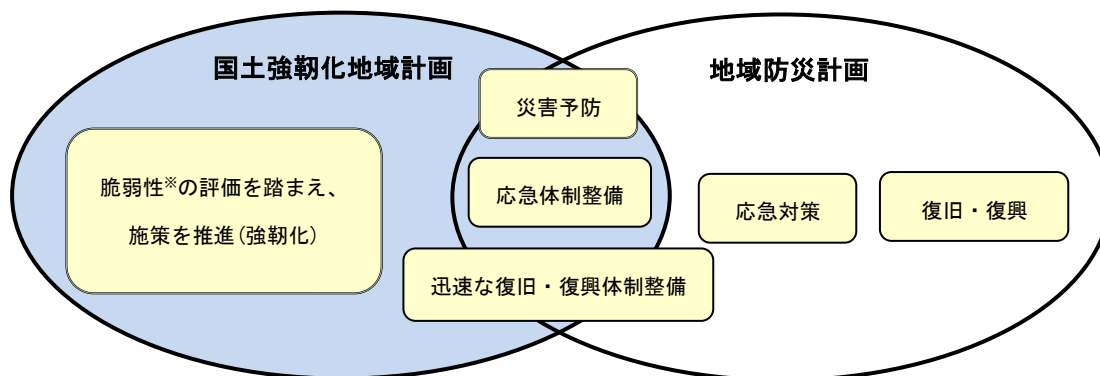 国土強靭化地域計画
地域防災計画
災害予防
脆弱性※の評価を踏まえ、
施策を推進(強靭化)
応急体制整備
応急対策
復旧・復興
迅速な復旧・復興体制整備